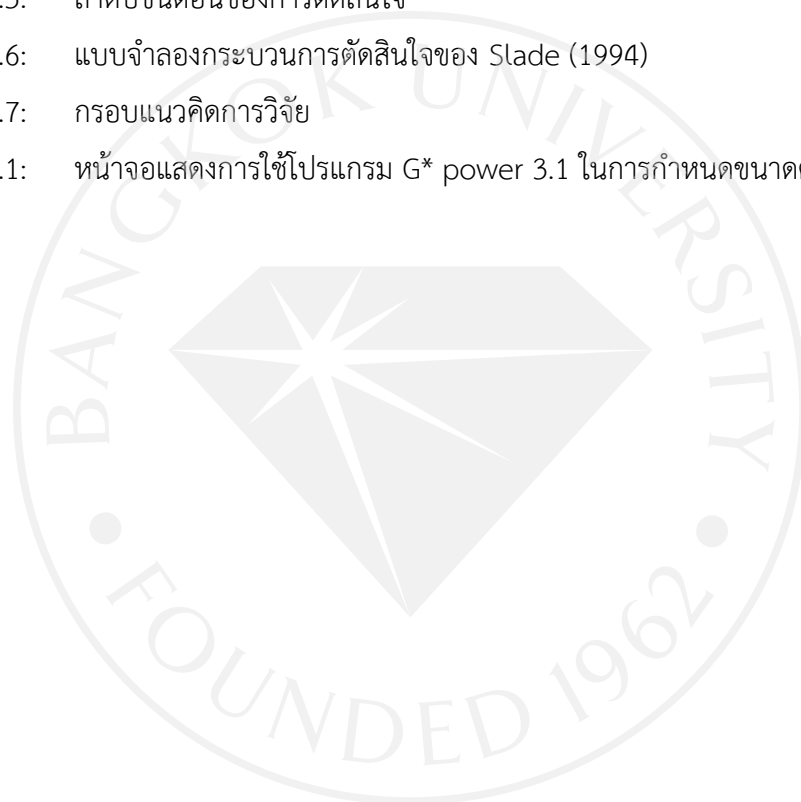 .6: แบบจำลองกระบวนการตัดสินใจของ Slade (1994)
.7: กรอบแนวคิดการวิจัย
.1: หน้าจอแสดงการใช้โปรแกรม G* power 3.1 ในการกำหนดขนาด
BANGKOK UNIVERSITY
FOUNDED 1962